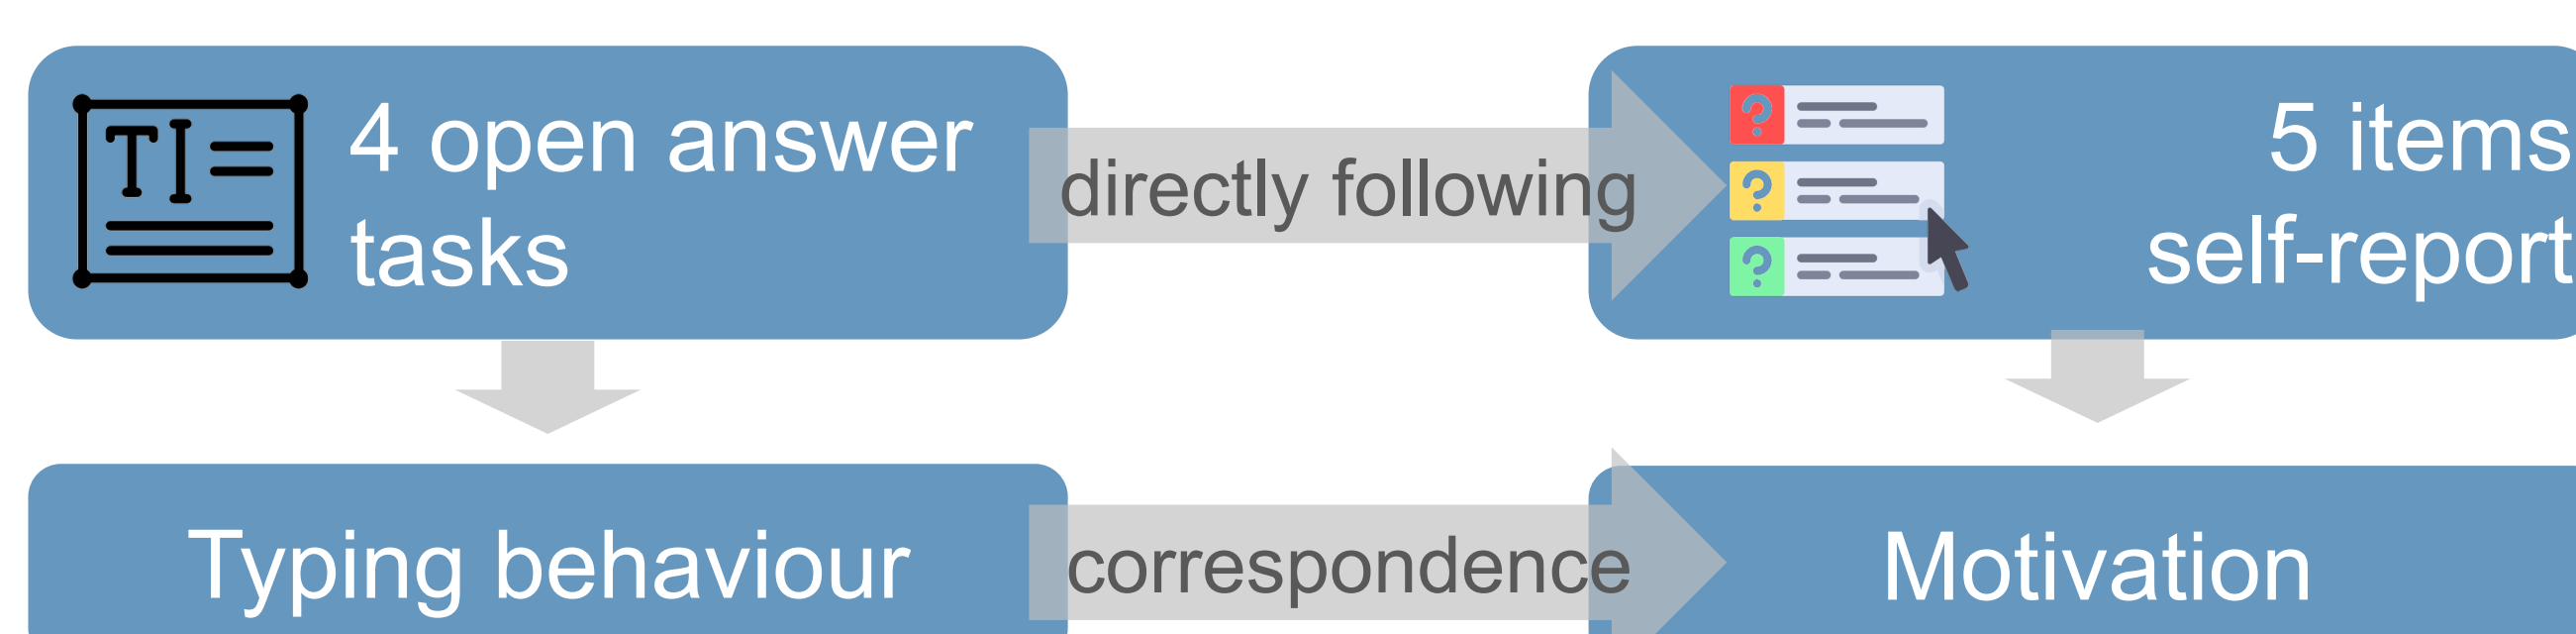 4 open answer
tasks
directly following
5 items
self-report
Typing behaviour
correspondence
Motivation